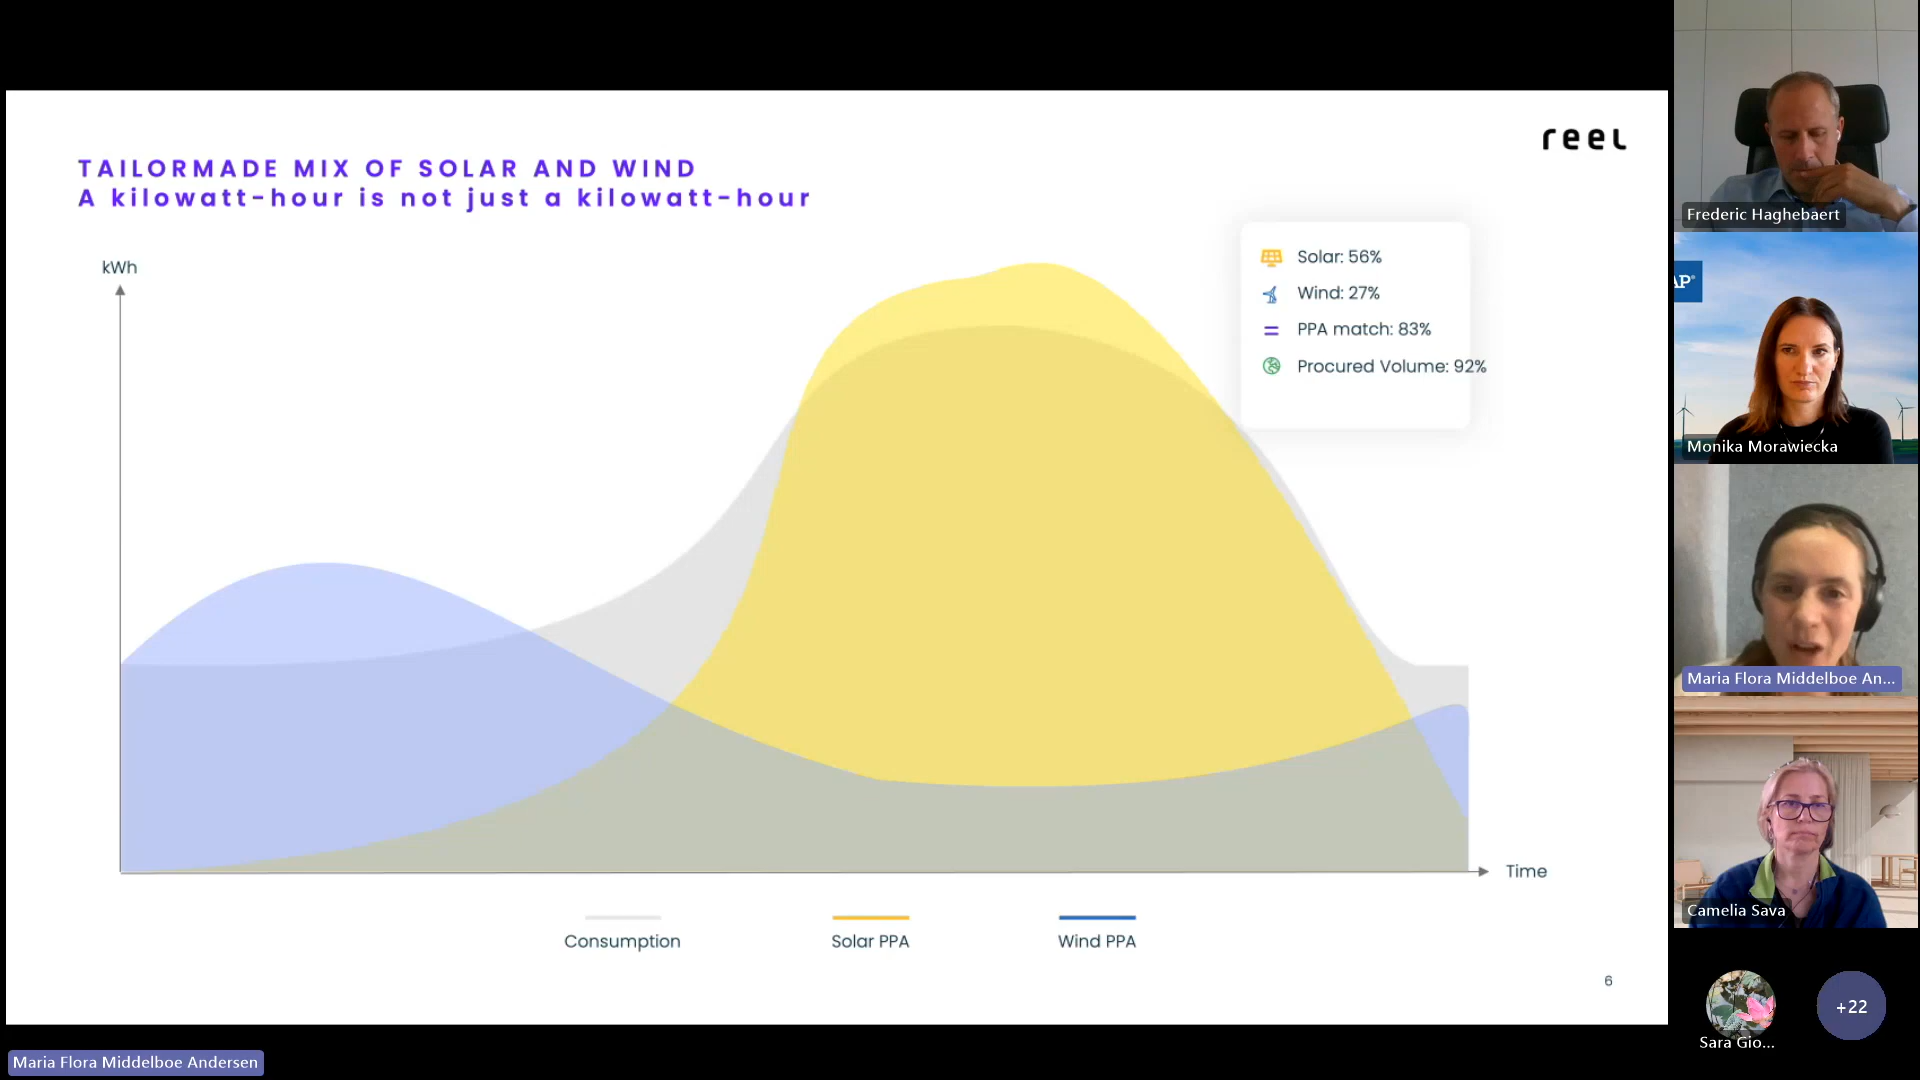 reel
TAILORMADE MIX OF SOLAR AND WIND
A kilowatt-hour is not just a kilowatt-hour
kWh
Solar: 56%
Wind: 27%
PPA match: 83%
Procured Volume: 92%
Time
Consumption
Solar PPA
Wind PPA
6
Maria Flora Middelboe Andersen
Frederic Haghebaert
AP
Monika Morawiecka
Maria Flora Middelboe An...
Camelia Sava
Sara Gio...
+22